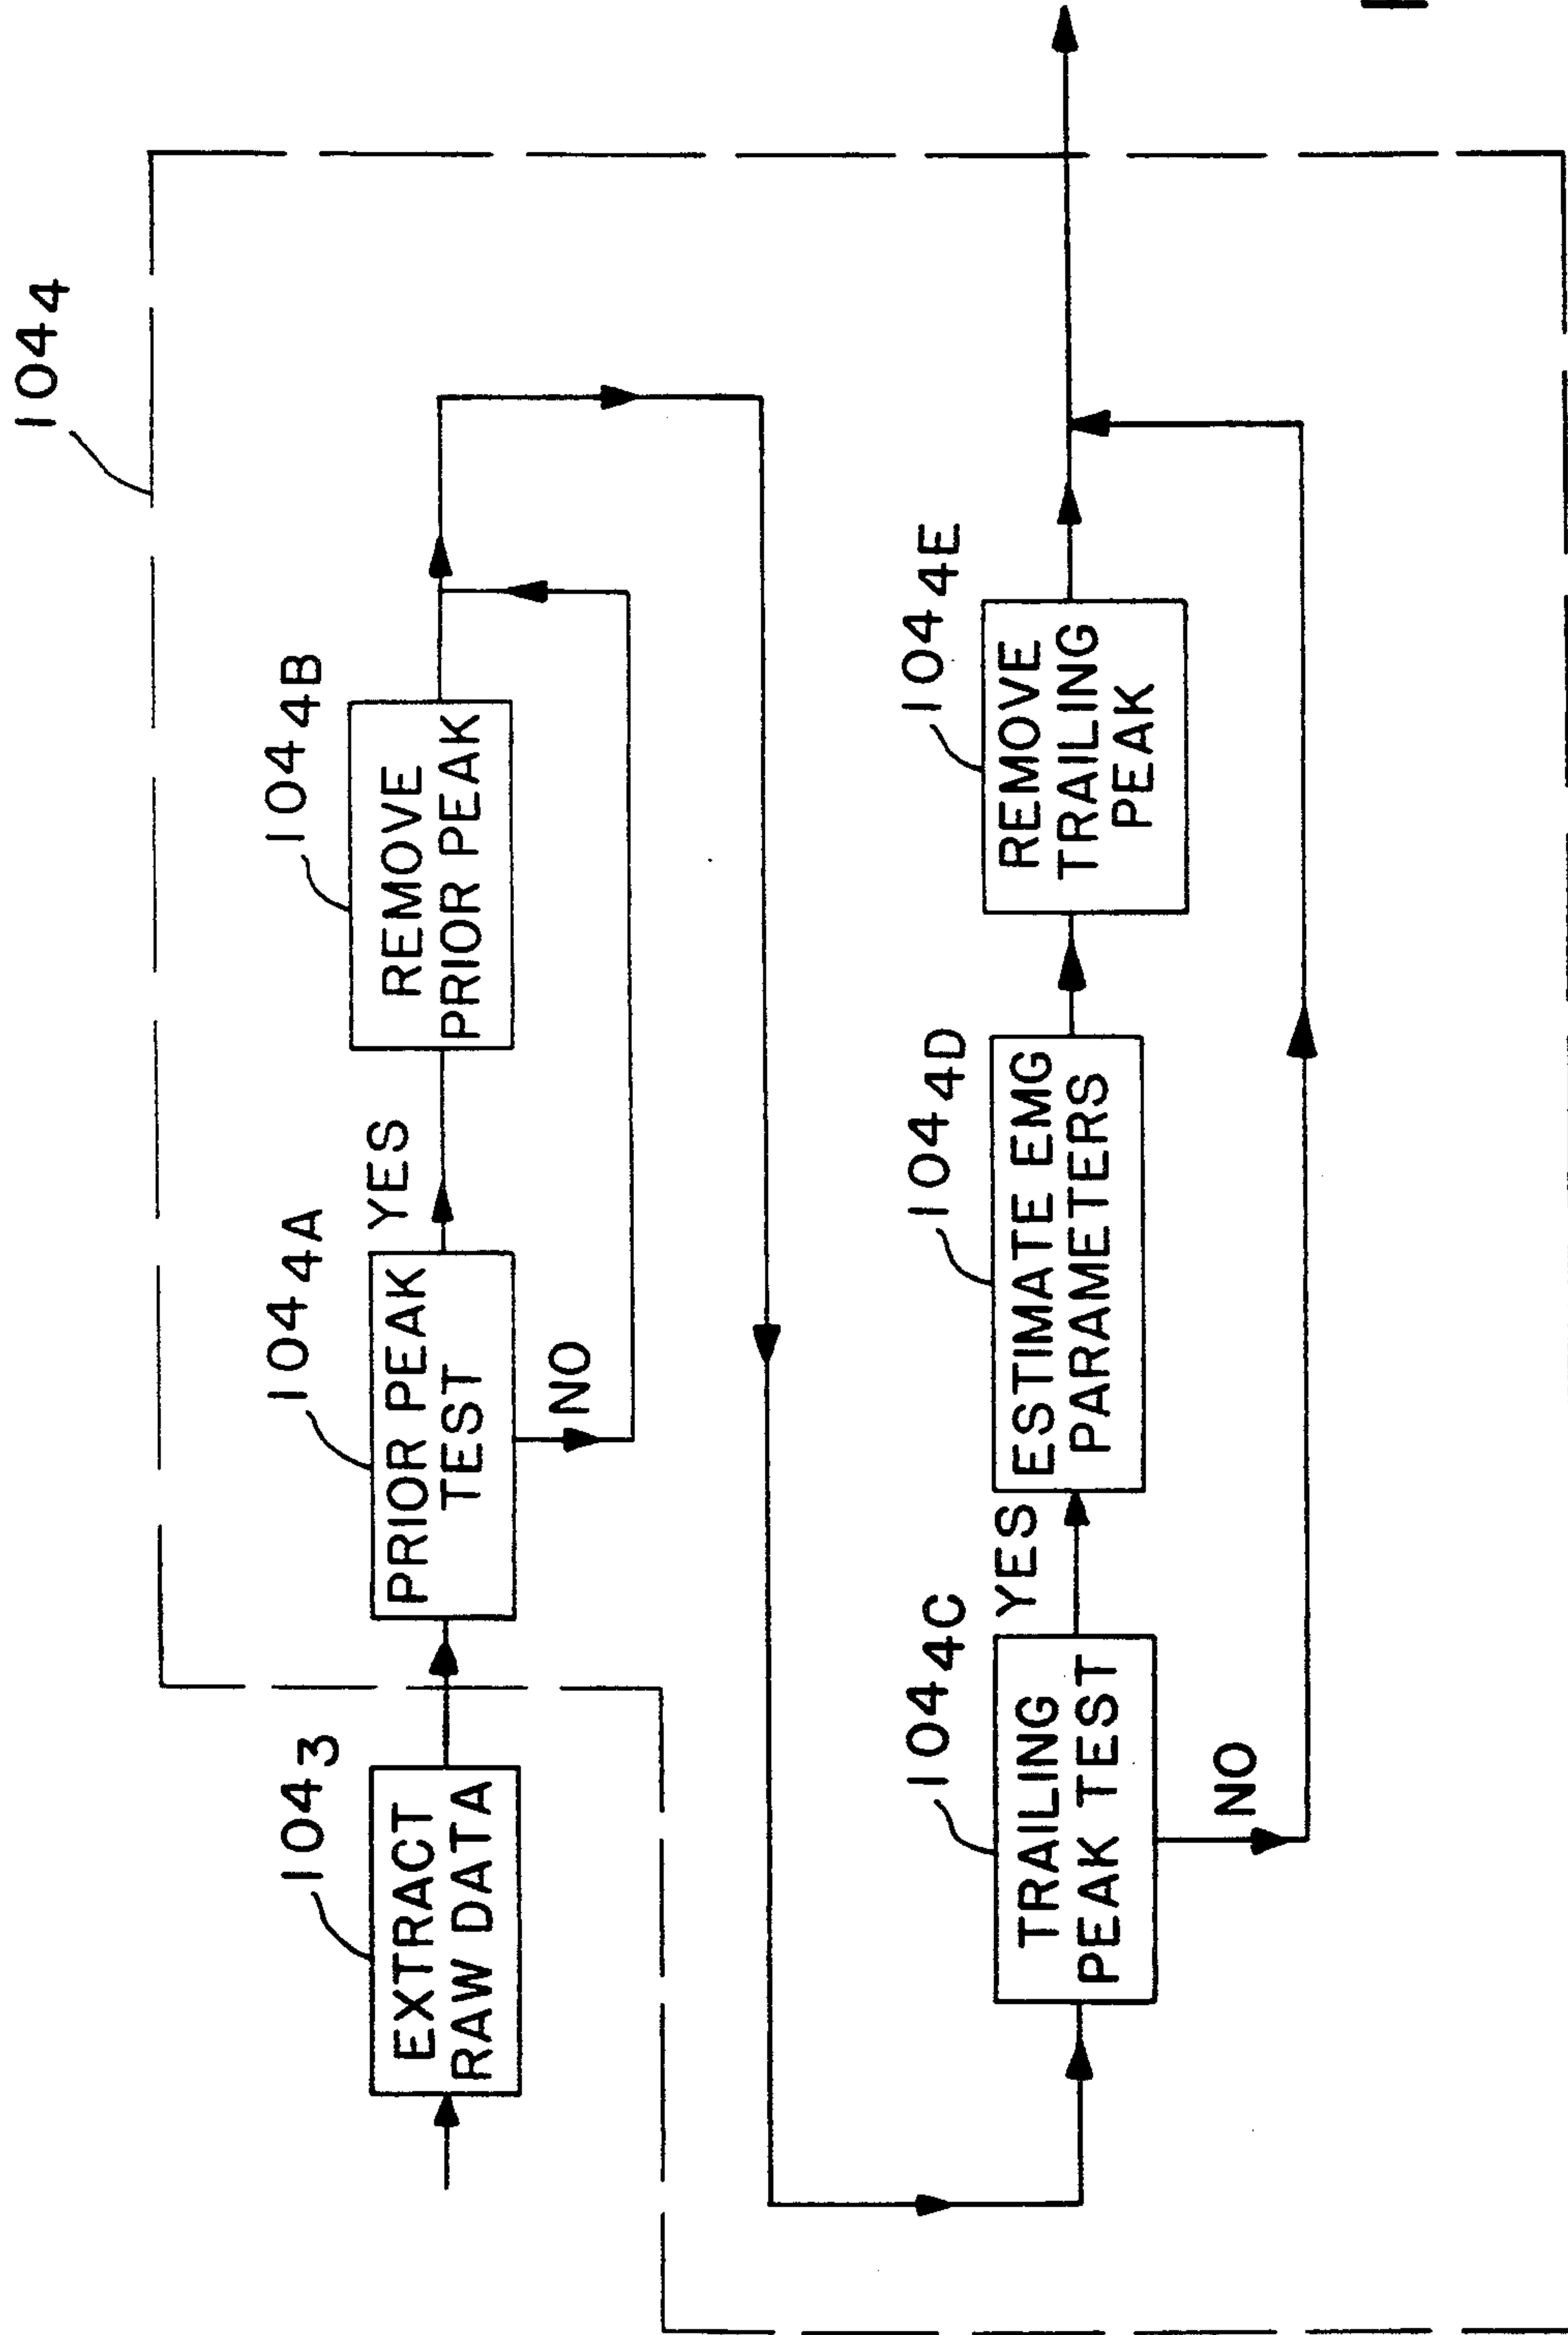 104₄
104₃
EXTRACT
RAW DATA
104₄A
PRIOR PEAK
TEST
YES
NO
104₄B
REMOVE
PRIOR PEAK
104₄C
TRAILING
PEAK TEST
YES
NO
104₄D
ESTIMATE EMG
PARAMETERS
104₄E
REMOVE
TRAILING
PEAK